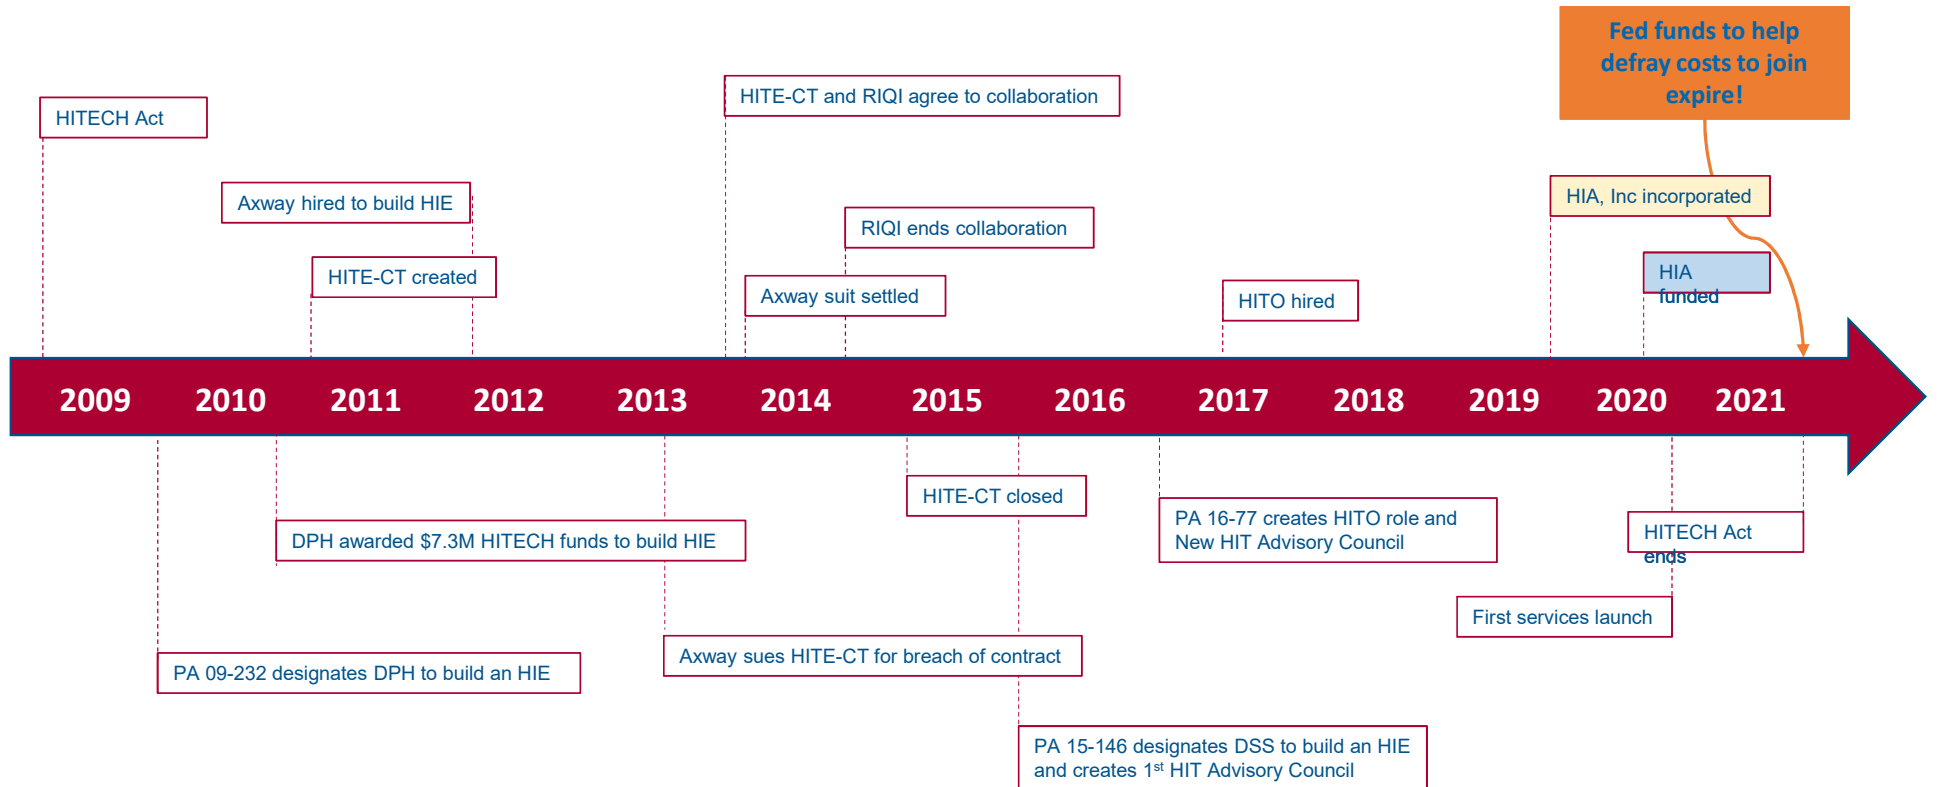 Fed funds to help
defray costs to join
expire!
HITE-CT and RIQI agree to collaboration
HITECH Act
Axway hired to build HIE
HIA, Inc incorporated
RIQI ends collaboration
HITE-CT created
HIA
funded
Axway suit settled
HITO hired
2009 2010 2011 2012 2013 2014 2015 2016 2017 2018 2019 2020 2021
HITE-CT closed
PA 16-77 creates HITO role and
New HIT Advisory Council
DPH awarded $7.3M HITECH funds to build HIE
HITECH Act
ends
First services launch
Axway sues HITE-CT for breach of contract
PA 09-232 designates DPH to build an HIE
PA 15-146 designates DSS to build an HIE
and creates 1st HIT Advisory Council